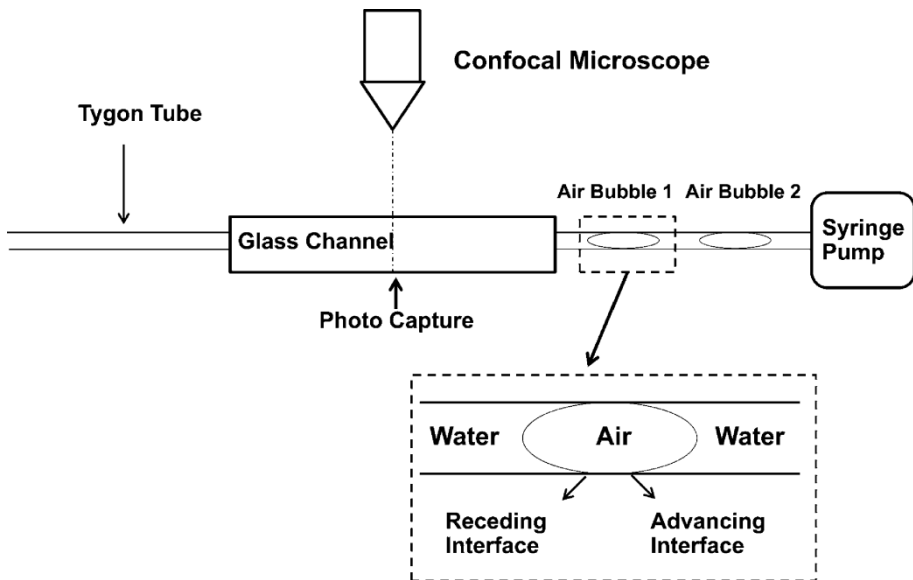 Confocal Microscope
Tygon Tube
Air Bubble 1
Air Bubble 2
Glass Channel
Syringe
Pump
Photo Capture
Water
Air
Water
Receding
Interface
Advancing
Interface